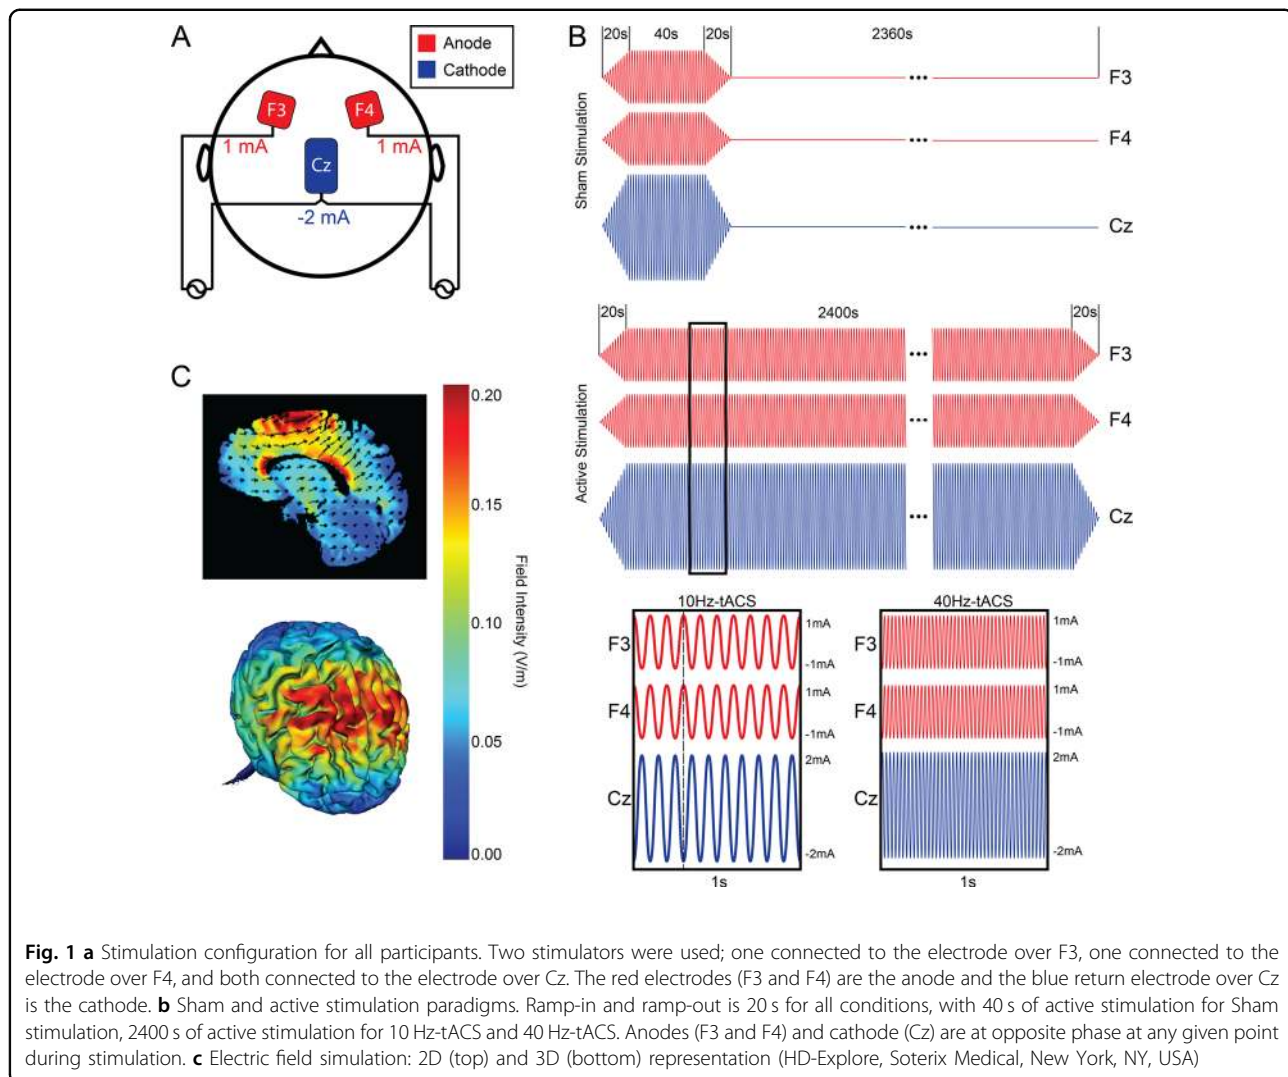 A
Anode
Cathode
F3
F4
1 mA
1 mA
Cz
-2 mA
B
20s
40s
20s
2360s
Sham Stimulation
F3
F4
Cz
20s
2400s
20s
Active Stimulation
F3
F4
Cz
10Hz-tACS
F3
1mA
-1mA
F4
1mA
-1mA
Cz
2mA
-2mA
1s
40Hz-tACS
F3
1mA
-1mA
F4
1mA
-1mA
Cz
2mA
-2mA
1s
C
0.20
0.15
0.10
0.05
0.00
Field Intensity (V/m)
Fig. 1 a Stimulation configuration for all participants. Two stimulators were used; one connected to the electrode over F3, one connected to the
electrode over F4, and both connected to the electrode over Cz. The red electrodes (F3 and F4) are the anode and the blue return electrode over Cz
is the cathode. b Sham and active stimulation paradigms. Ramp-in and ramp-out is 20 s for all conditions, with 40 s of active stimulation for Sham
stimulation, 2400 s of active stimulation for 10 Hz-tACS and 40 Hz-tACS. Anodes (F3 and F4) and cathode (Cz) are at opposite phase at any given point
during stimulation. c Electric field simulation: 2D (top) and 3D (bottom) representation (HD-Explore, Soterix Medical, New York, NY, USA)